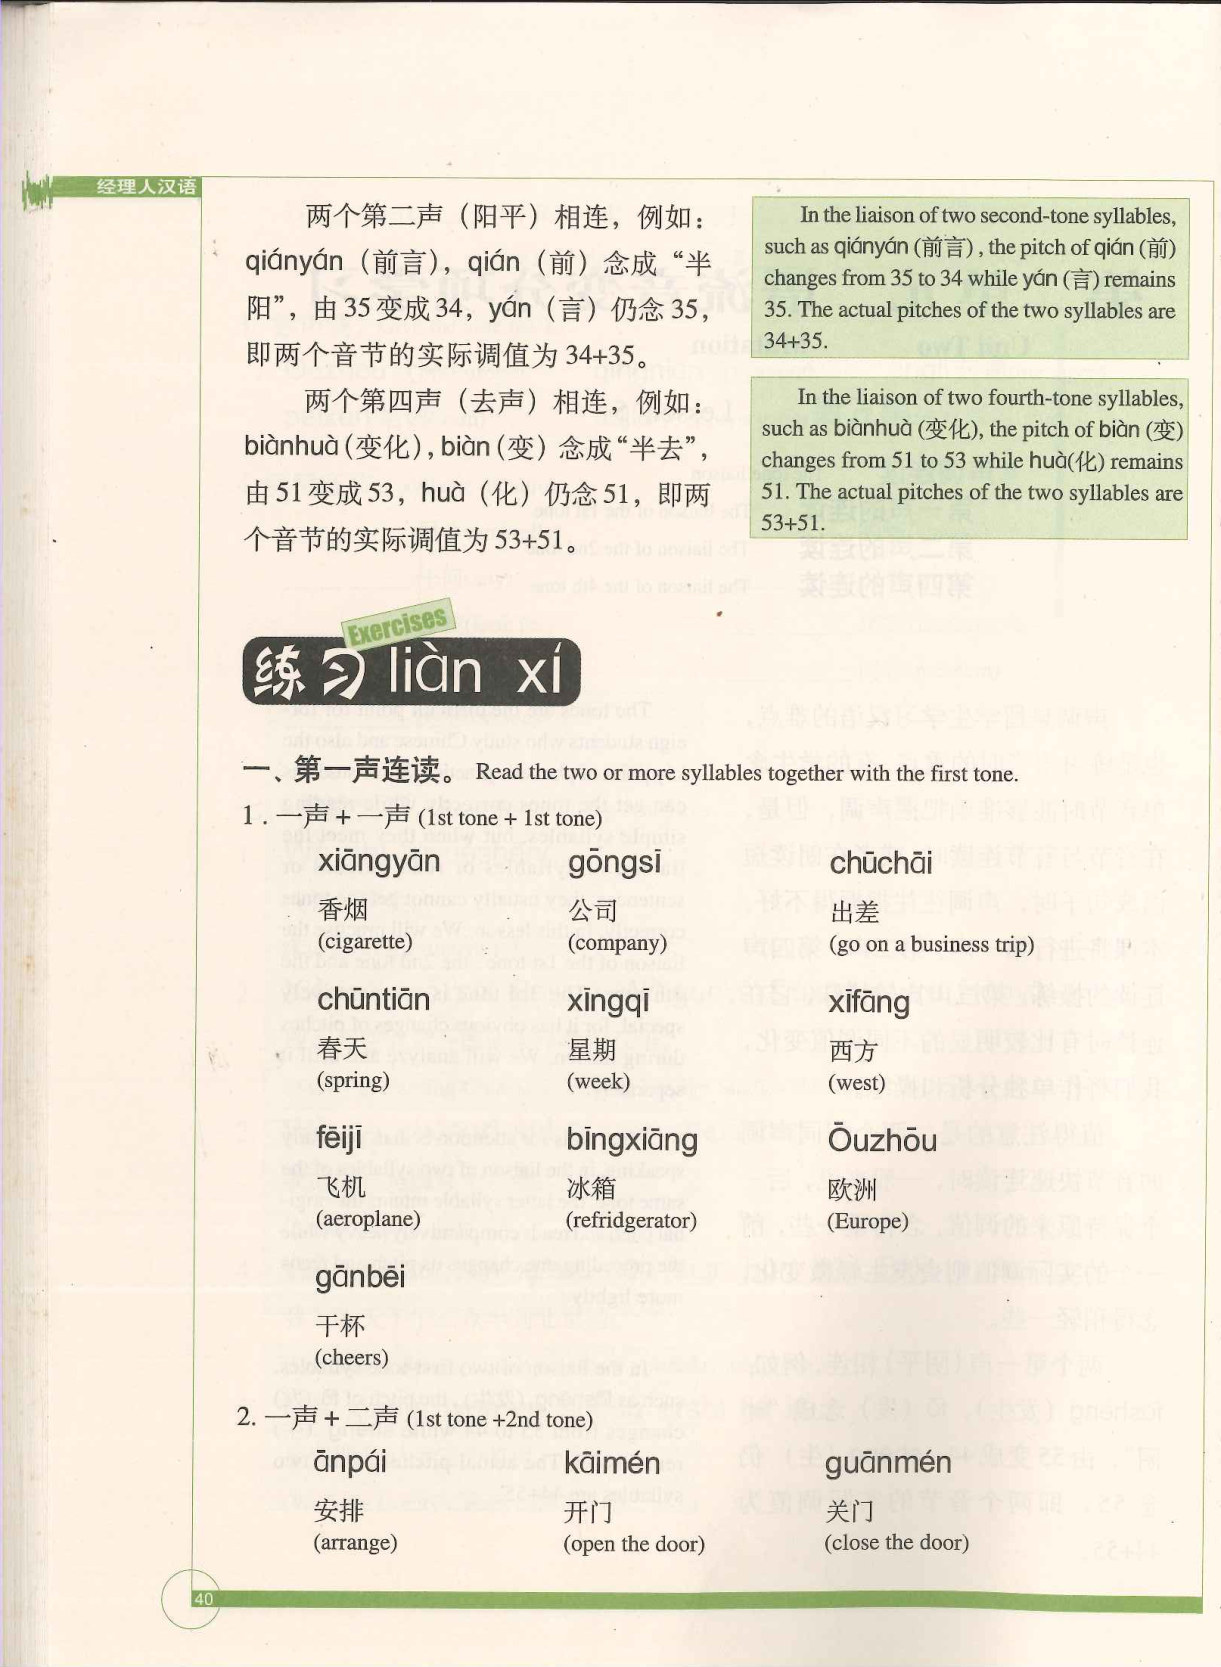 经理人汉语
两个第二声（阳平）相连，例如：
qiányán（前言），qián（前）念成“半
阳”，由35变成34，yán（言）仍念35，
即两个音节的实际调值为34+35。
两个第四声（去声）相连，例如：
biànhuà（变化），biàn（变）念成“半去”，
由51变成53，huà（化）仍念51，即两
个音节的实际调值为53+51。
In the liaison of two second-tone syllables,
such as qiányán (前言), the pitch of qián (前)
changes from 35 to 34 while yán (言) remains
35. The actual pitches of the two syllables are
34+35.
In the liaison of two fourth-tone syllables,
such as biànhuà (变化), the pitch of biàn (变)
changes from 51 to 53 while huà(化) remains
51. The actual pitches of the two syllables are
53+51.
Exercises
练习 liàn xí
一、第一声连读。 Read the two or more syllables together with the first tone.
1. 一声 + 一声 (1st tone + 1st tone)
xiāngyān gōngsī chūchāi
香烟 公司 出差
(cigarette) (company) (go on a business trip)
chūntiān xīngqī xīfāng
春天 星期 西方
(spring) (week) (west)
fēijī bīngxiāng Ōuzhōu
飞机 冰箱 欧洲
(aeroplane) (refridgerator) (Europe)
gānbēi
干杯
(cheers)
2. 一声 + 二声 (1st tone +2nd tone)
ānpái kāimén guānmén
安排 开门 关门
(arrange) (open the door) (close the door)
40